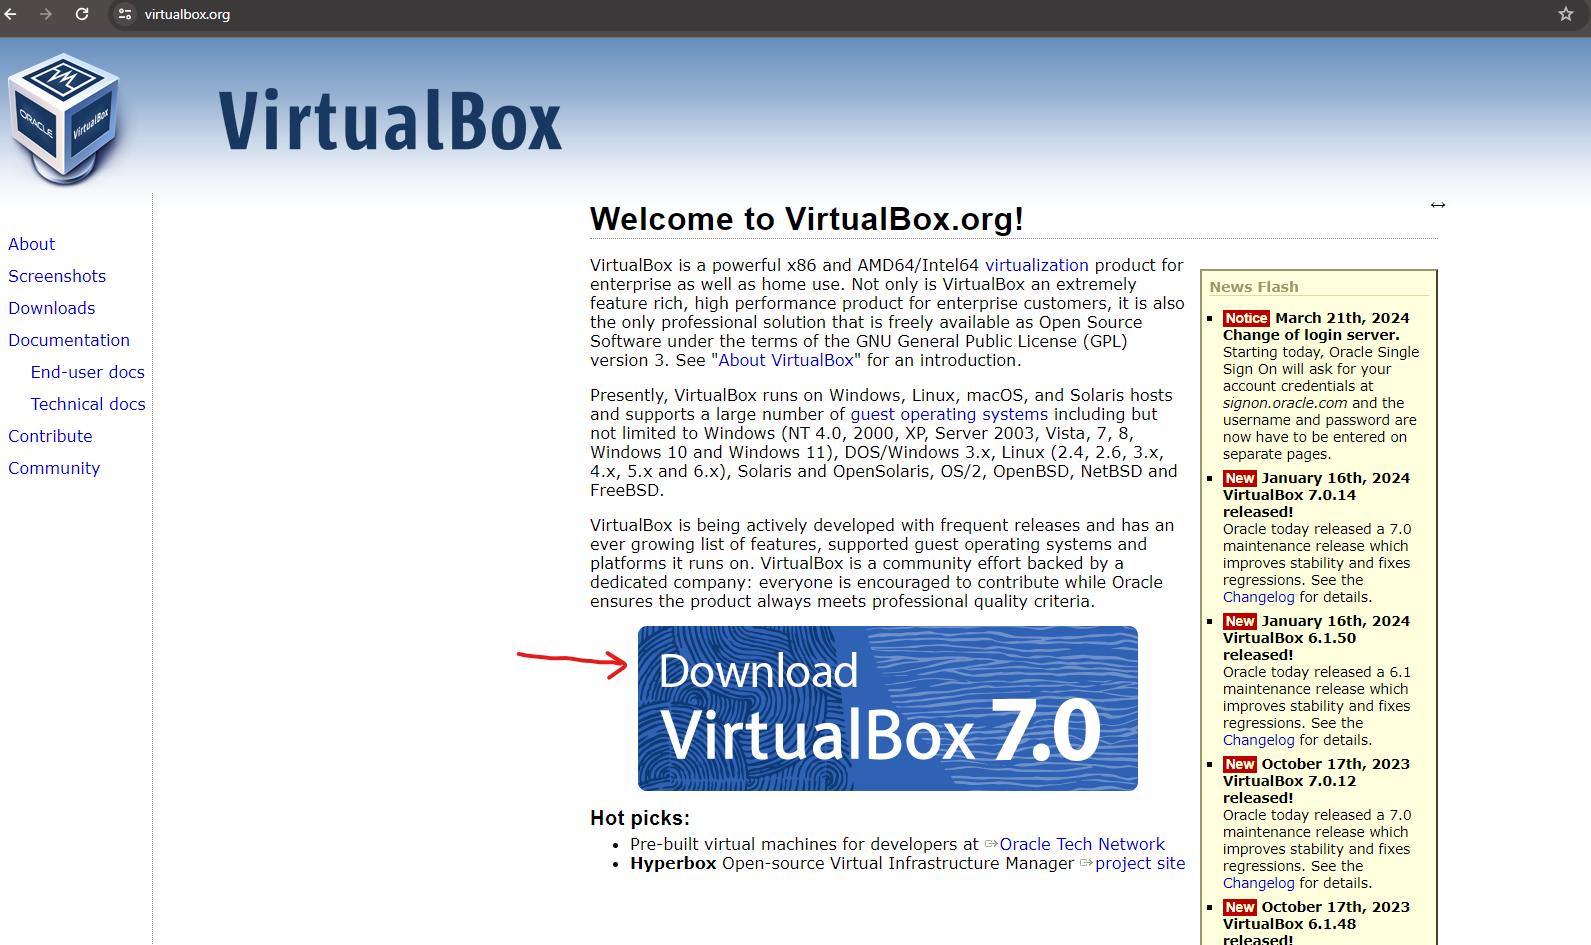 virtualbox.org
ORACLE
VirtualBox
VirtualBox
About
Screenshots
Downloads
Documentation
End-user docs
Technical docs
Contribute
Community
Welcome to VirtualBox.org!
VirtualBox is a powerful x86 and AMD64/Intel64 virtualization product for
enterprise as well as home use. Not only is VirtualBox an extremely
feature rich, high performance product for enterprise customers, it is also
the only professional solution that is freely available as Open Source
Software under the terms of the GNU General Public License (GPL)
version 3. See "About VirtualBox" for an introduction.
Presently, VirtualBox runs on Windows, Linux, macOS, and Solaris hosts
and supports a large number of guest operating systems including but
not limited to Windows (NT 4.0, 2000, XP, Server 2003, Vista, 7, 8,
Windows 10 and Windows 11), DOS/Windows 3.x, Linux (2.4, 2.6, 3.x,
4.x, 5.x and 6.x), Solaris and OpenSolaris, OS/2, OpenBSD, NetBSD and
FreeBSD.
VirtualBox is being actively developed with frequent releases and has an
ever growing list of features, supported guest operating systems and
platforms it runs on. VirtualBox is a community effort backed by a
dedicated company: everyone is encouraged to contribute while Oracle
ensures the product always meets professional quality criteria.
Download
VirtualBox 7.0
Hot picks:
Pre-built virtual machines for developers at Oracle Tech Network
Hyperbox Open-source Virtual Infrastructure Manager project site
News Flash
Notice March 21th, 2024
Change of login server.
Starting today, Oracle Single
Sign On will ask for your
account credentials at
signon.oracle.com and the
username and password are
now have to be entered on
separate pages.
New January 16th, 2024
VirtualBox 7.0.14
released!
Oracle today released a 7.0
maintenance release which
improves stability and fixes
regressions. See the
Changelog for details.
New January 16th, 2024
VirtualBox 6.1.50
released!
Oracle today released a 6.1
maintenance release which
improves stability and fixes
regressions. See the
Changelog for details.
New October 17th, 2023
VirtualBox 7.0.12
released!
Oracle today released a 7.0
maintenance release which
improves stability and fixes
regressions. See the
Changelog for details.
New October 17th, 2023
VirtualBox 6.1.48
released!